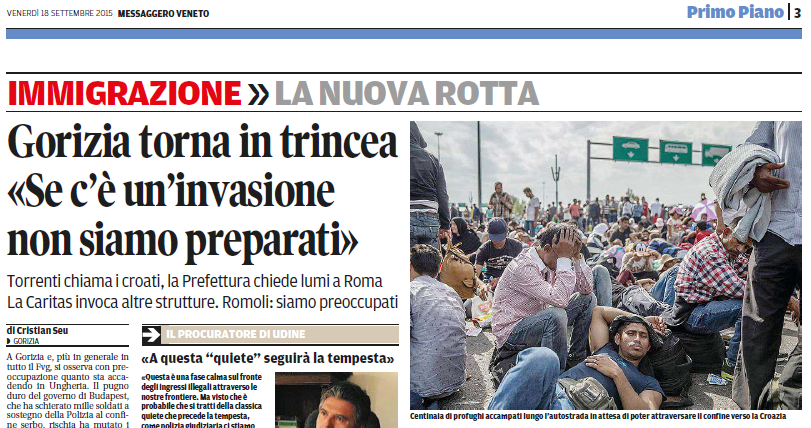 VENERDÌ 18 SETTEMBRE 2015 MESSAGGERO VENETO
Primo Piano 3
IMMIGRAZIONE » LA NUOVA ROTTA
Gorizia torna in trincea
«Se c'è un'invasione
non siamo preparati»
Torrenti chiama i croati, la Prefettura chiede lumi a Roma
La Caritas invoca altre strutture. Romoli: siamo preoccupati
di Cristian Seu
GORIZIA
A Gorizia e, più in generale in
tutto il Fvg, si osserva con pre-
occupazione quanto sta acca-
dendo in Ungheria. Il pugno
duro del governo di Budapest,
che ha schierato mille soldati a
sostegno della Polizia al confi-
ne serbo, rischia ha mutato i
IL PROCURATORE DI UDINE
«A questa "quiete" seguirà la tempesta»
«Questa è una fase calma sul fronte
degli ingressi illegali attraverso le
nostre frontiere. Ma visto che è
probabile che si tratti della classica
quiete che precede la tempesta,
come polizia giudiziaria ci stiamo
Centinaia di profughi accampati lungo l'autostrada in attesa di poter attraversare il confine verso la Croazia